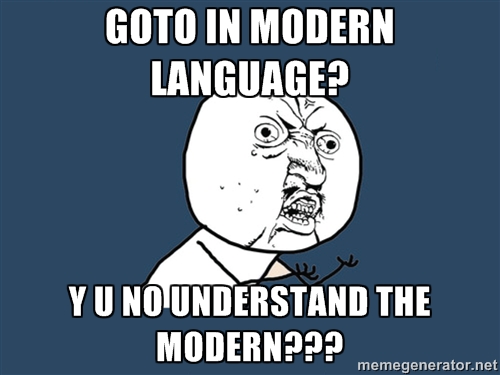 GOTO IN MODERN
LANGUAGE?
Y U NO UNDERSTAND THE
MODERN???
memegenerator.net